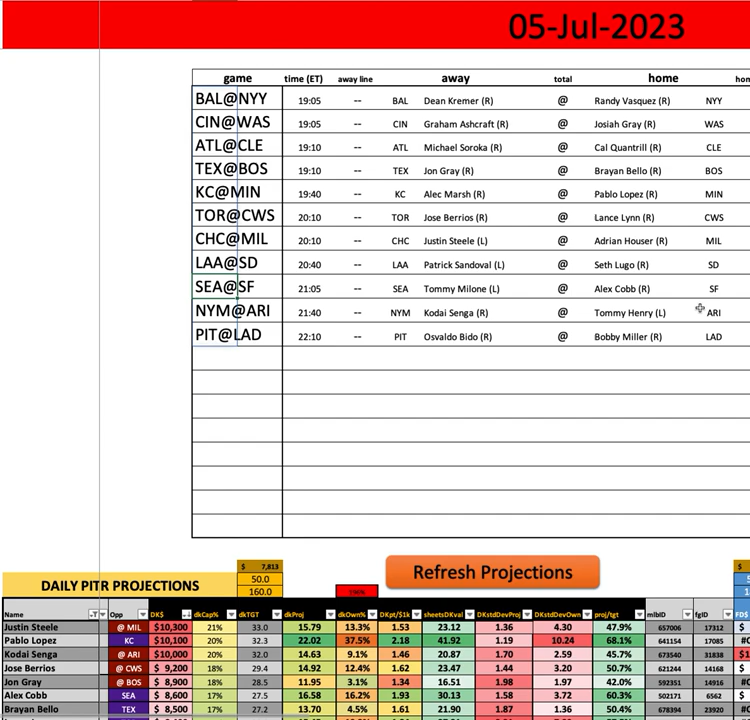 05-Jul-2023
game time (ET) away line away total home hom
BAL@NYY 19:05 -- BAL Dean Kremer (R) @ Randy Vasquez (R) NYY
CIN@WAS 19:05 -- CIN Graham Ashcraft (R) @ Josiah Gray (R) WAS
ATL@CLE 19:10 -- ATL Michael Soroka (R) @ Cal Quantrill (R) CLE
TEX@BOS 19:10 -- TEX Jon Gray (R) @ Brayan Bello (R) BOS
KC@MIN 19:40 -- KC Alec Marsh (R) @ Pablo Lopez (R) MIN
TOR@CWS 20:10 -- TOR Jose Berrios (R) @ Lance Lynn (R) CWS
CHC@MIL 20:10 -- CHC Justin Steele (L) @ Adrian Houser (R) MIL
LAA@SD 20:40 -- LAA Patrick Sandoval (L) @ Seth Lugo (R) SD
SEA@SF 21:05 -- SEA Tommy Milone (L) @ Alex Cobb (R) SF
NYM@ARI 21:40 -- NYM Kodai Senga (R) @ Tommy Henry (L) ARI
PIT@LAD 22:10 -- PIT Osvaldo Bido (R) @ Bobby Miller (R) LAD
$ 7,813 $
DAILY PITR PROJECTIONS 50.0 Refresh Projections
160.0
Name Opp DK$ dkCap% dkTGT dkProj dkOwn% DKpt/$1k sheetsDKval DKstdDevProj DKstdDevOwn proj/tgt mlbID fgID FD$
Justin Steele @ MIL $10,300 21% 33.0 15.79 13.3% 1.53 23.12 1.36 4.30 47.9% 657006 17312 $
Pablo Lopez KC $10,100 20% 32.3 22.02 37.5% 2.18 41.92 1.19 10.24 68.1% 641154 17085 #
Kodai Senga @ ARI $10,000 20% 32.0 14.63 9.1% 1.46 20.87 1.70 2.59 45.7% 673540 31838 $1
Jose Berrios @ CWS $ 9,200 18% 29.4 14.92 12.4% 1.62 23.47 1.44 3.20 50.7% 621244 14168 $
Jon Gray @ BOS $ 8,900 18% 28.5 11.95 3.1% 1.34 16.51 1.98 1.97 42.0% 592351 14916 #
Alex Cobb SEA $ 8,600 17% 27.5 16.58 16.2% 1.93 30.13 1.58 3.72 60.3% 502171 6562 $
Brayan Bello TEX $ 8,500 17% 27.2 13.70 4.5% 1.61 21.90 1.87 1.36 50.4% 678394 23920 #